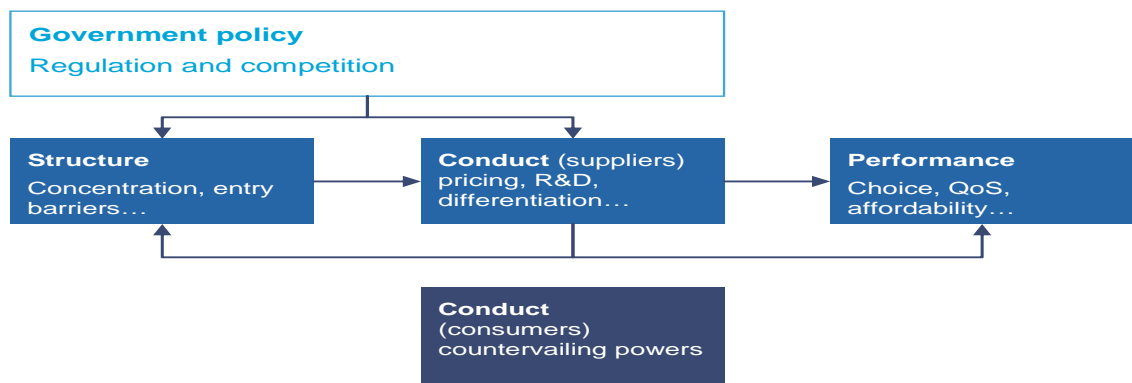 Government policy
Regulation and competition
Structure
Concentration, entry
barriers…
Conduct (suppliers)
pricing, R&D,
differentiation…
Performance
Choice, QoS,
affordability…
Conduct
(consumers)
countervailing powers